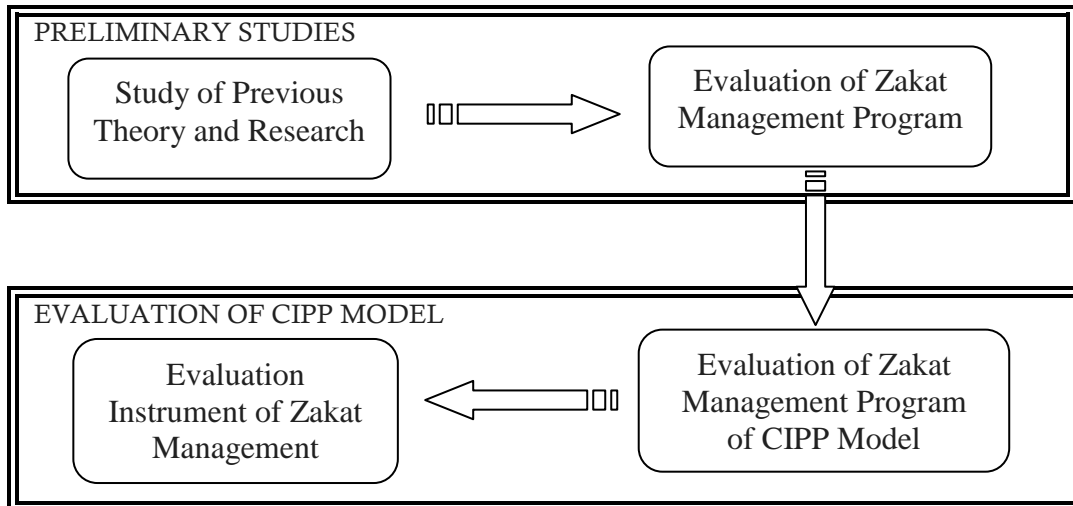 PRELIMINARY STUDIES
Study of Previous
Theory and Research
Evaluation of Zakat
Management Program
EVALUATION OF CIPP MODEL
Evaluation
Instrument of Zakat
Management
Evaluation of Zakat
Management Program
of CIPP Model